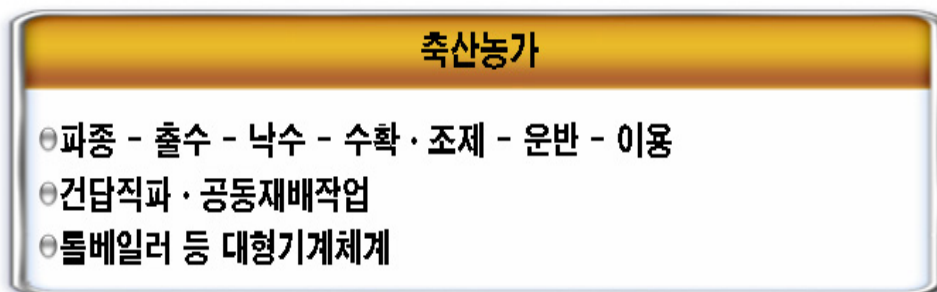 축산농가
파종 - 출수 - 낙수 - 수확 · 조제 - 운반 - 이용
건답직파 · 공동재배작업
롤베일러 등 대형기계체계